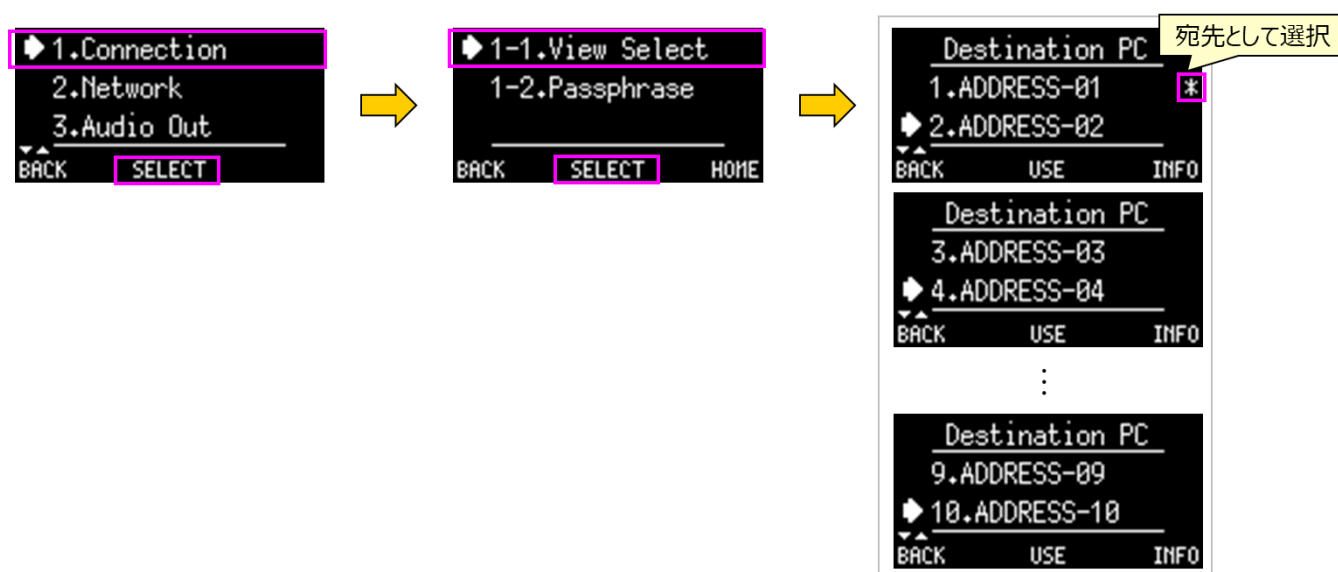 1.Connection
2.Network
3.Audio Out
BACK SELECT
1-1.View Select
1-2.Passphrase
BACK SELECT HOME
宛先として選択
Destination PC
1.ADDRESS-01 *
2.ADDRESS-02
BACK USE INFO
Destination PC
3.ADDRESS-03
4.ADDRESS-04
BACK USE INFO
⋮
Destination PC
9.ADDRESS-09
10.ADDRESS-10
BACK USE INFO